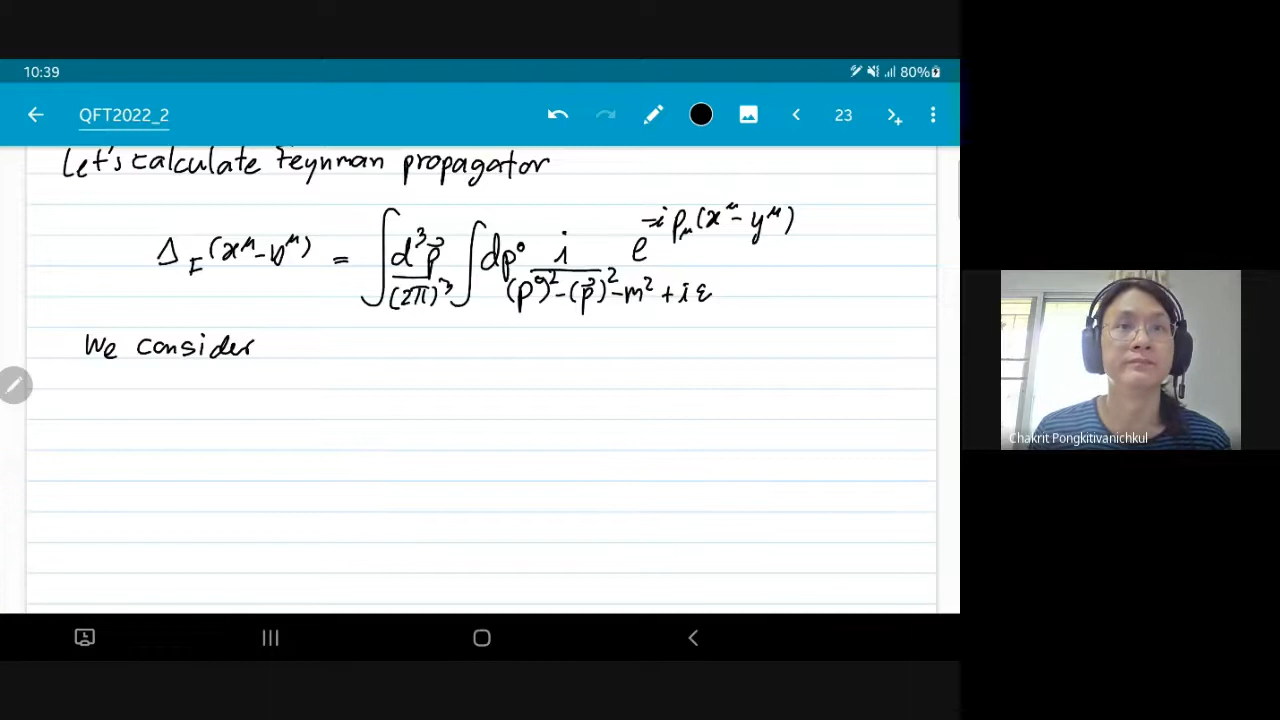 10:39
80%
QFT2022_2
23
Let's calculate Feynman propagator
Δ_F(x^μ-y^μ) = ∫ d³p⃗/(2π)³ ∫ dp⁰ i/((p⁰)²-(p⃗)²-m²+iε) e^{-ip_μ(x^μ-y^μ)}
We consider
Chakrit Pongkitivanichkul